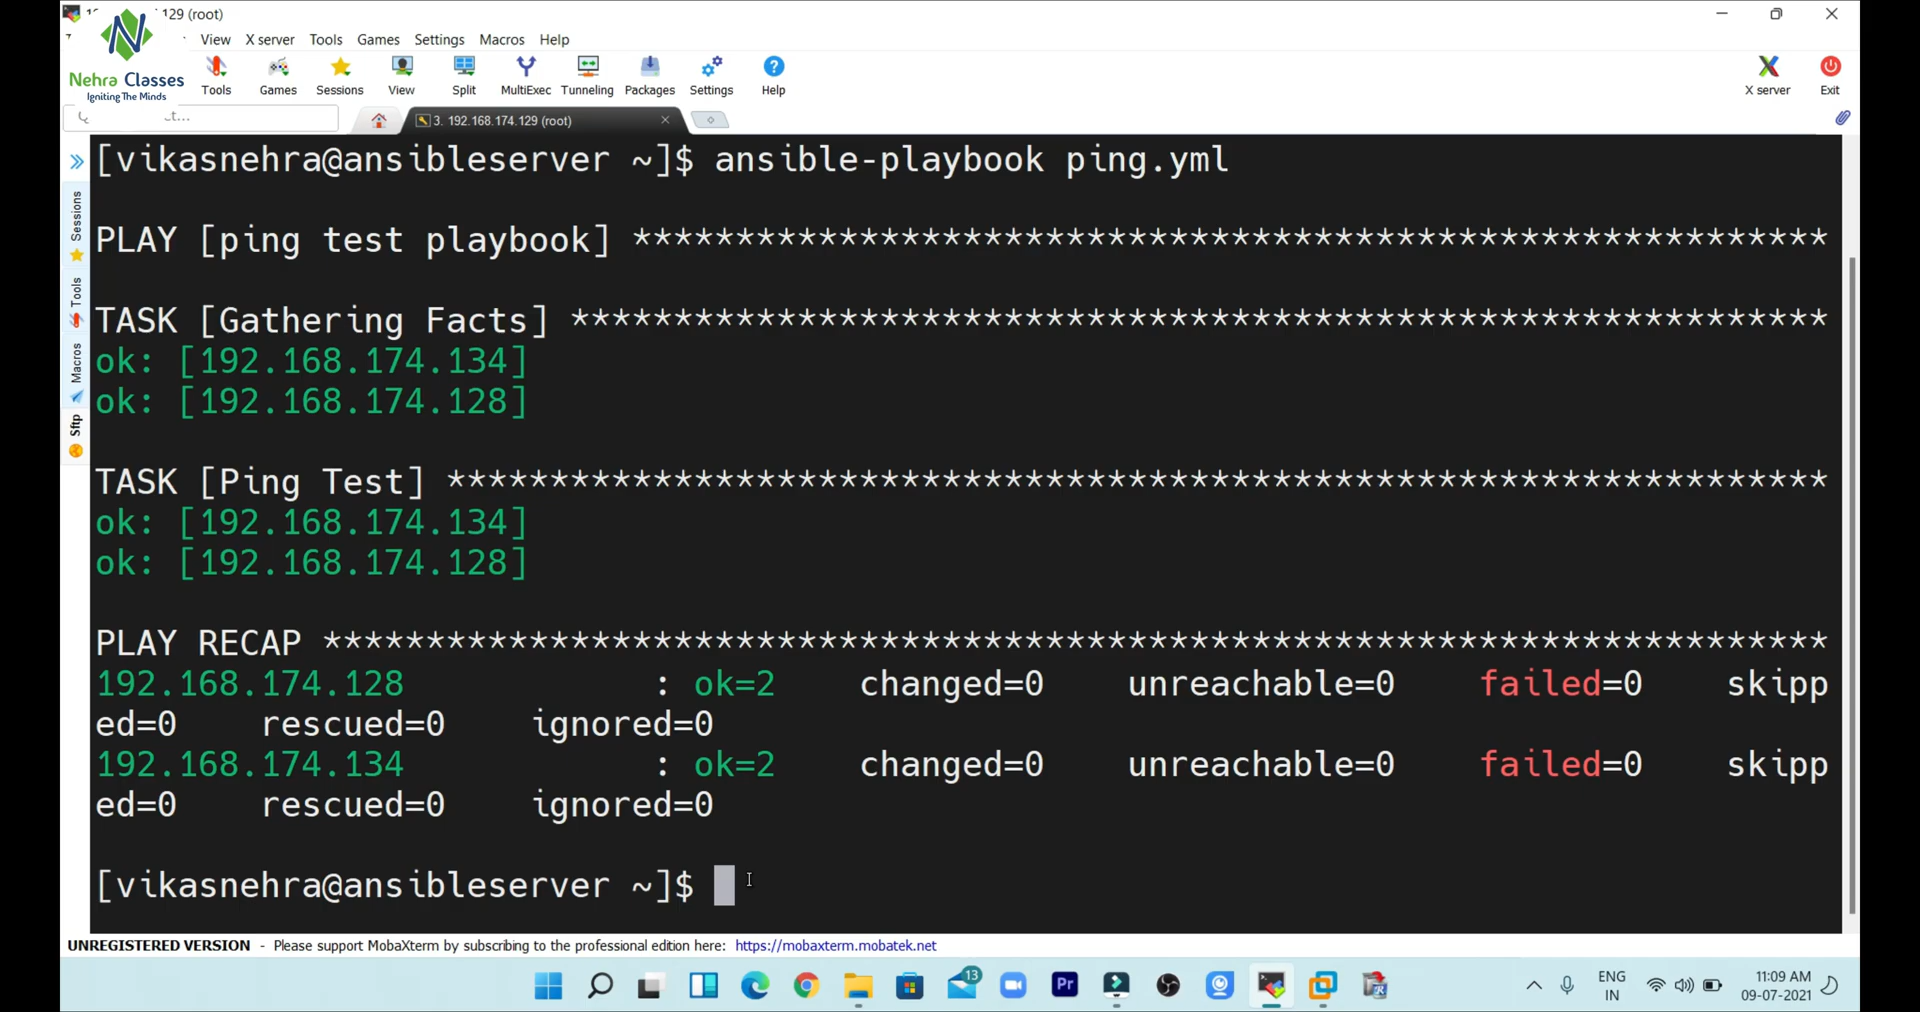 .129 (root)
View X server Tools Games Settings Macros Help
Nehra Classes
Igniting The Minds
Tools Games Sessions View Split MultiExec Tunneling Packages Settings Help X server Exit
3. 192.168.174.129 (root)
[vikasnehra@ansibleserver ~]$ ansible-playbook ping.yml
PLAY [ping test playbook] **********************************************************
TASK [Gathering Facts] *************************************************************
ok: [192.168.174.134]
ok: [192.168.174.128]
TASK [Ping Test] *******************************************************************
ok: [192.168.174.134]
ok: [192.168.174.128]
PLAY RECAP *************************************************************************
192.168.174.128 : ok=2 changed=0 unreachable=0 failed=0 skipp
ed=0 rescued=0 ignored=0
192.168.174.134 : ok=2 changed=0 unreachable=0 failed=0 skipp
ed=0 rescued=0 ignored=0
[vikasnehra@ansibleserver ~]$
Sessions
Tools
Macros
Sftp
UNREGISTERED VERSION - Please support MobaXterm by subscribing to the professional edition here: https://mobaxterm.mobatek.net
13
Pr
ENG
IN
11:09 AM
09-07-2021